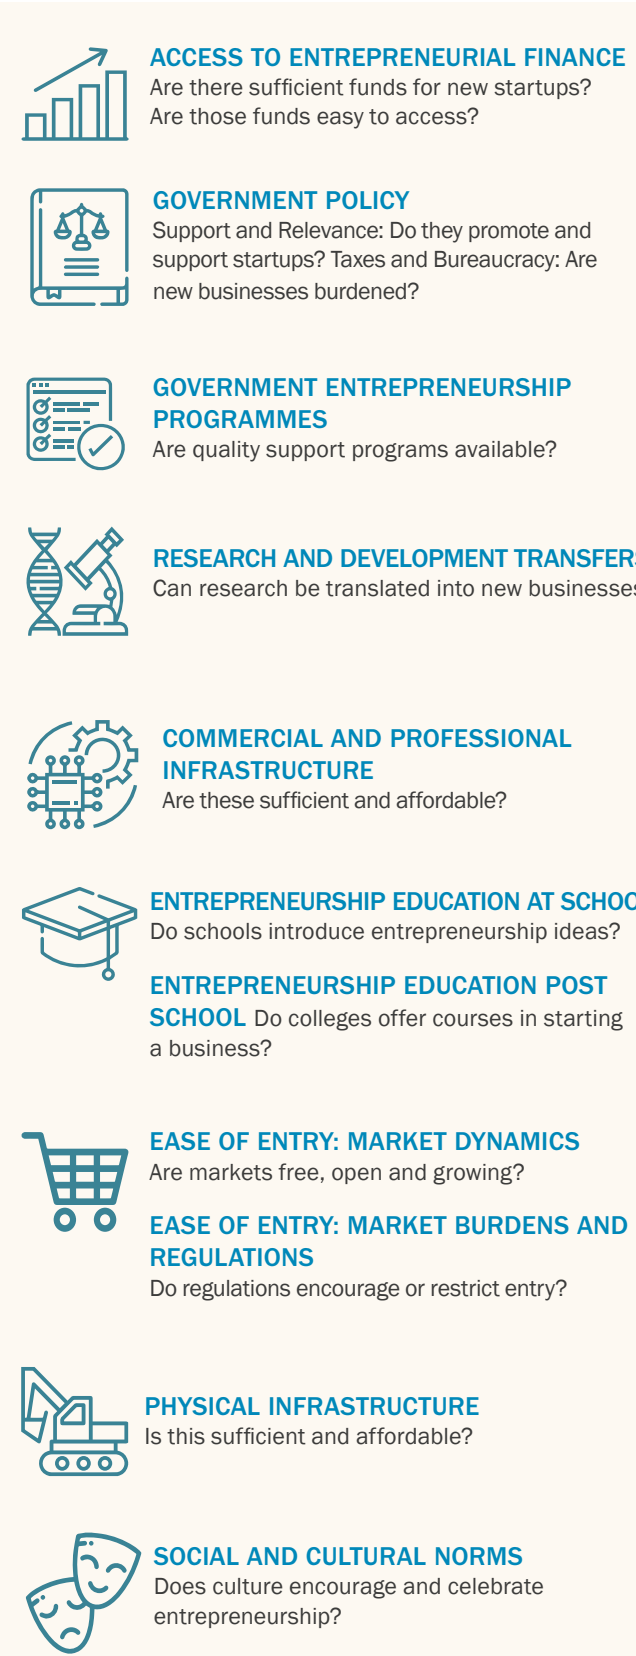 ACCESS TO ENTREPRENEURIAL FINANCE
Are there sufficient funds for new startups?
Are those funds easy to access?
GOVERNMENT POLICY
Support and Relevance: Do they promote and
support startups? Taxes and Bureaucracy: Are
new businesses burdened?
GOVERNMENT ENTREPRENEURSHIP
PROGRAMMES
Are quality support programs available?
RESEARCH AND DEVELOPMENT TRANSFERS
Can research be translated into new businesses
COMMERCIAL AND PROFESSIONAL
INFRASTRUCTURE
Are these sufficient and affordable?
ENTREPRENEURSHIP EDUCATION AT SCHOO
Do schools introduce entrepreneurship ideas?
ENTREPRENEURSHIP EDUCATION POST
SCHOOL Do colleges offer courses in starting
a business?
EASE OF ENTRY: MARKET DYNAMICS
Are markets free, open and growing?
EASE OF ENTRY: MARKET BURDENS AND
REGULATIONS
Do regulations encourage or restrict entry?
PHYSICAL INFRASTRUCTURE
Is this sufficient and affordable?
SOCIAL AND CULTURAL NORMS
Does culture encourage and celebrate
entrepreneurship?